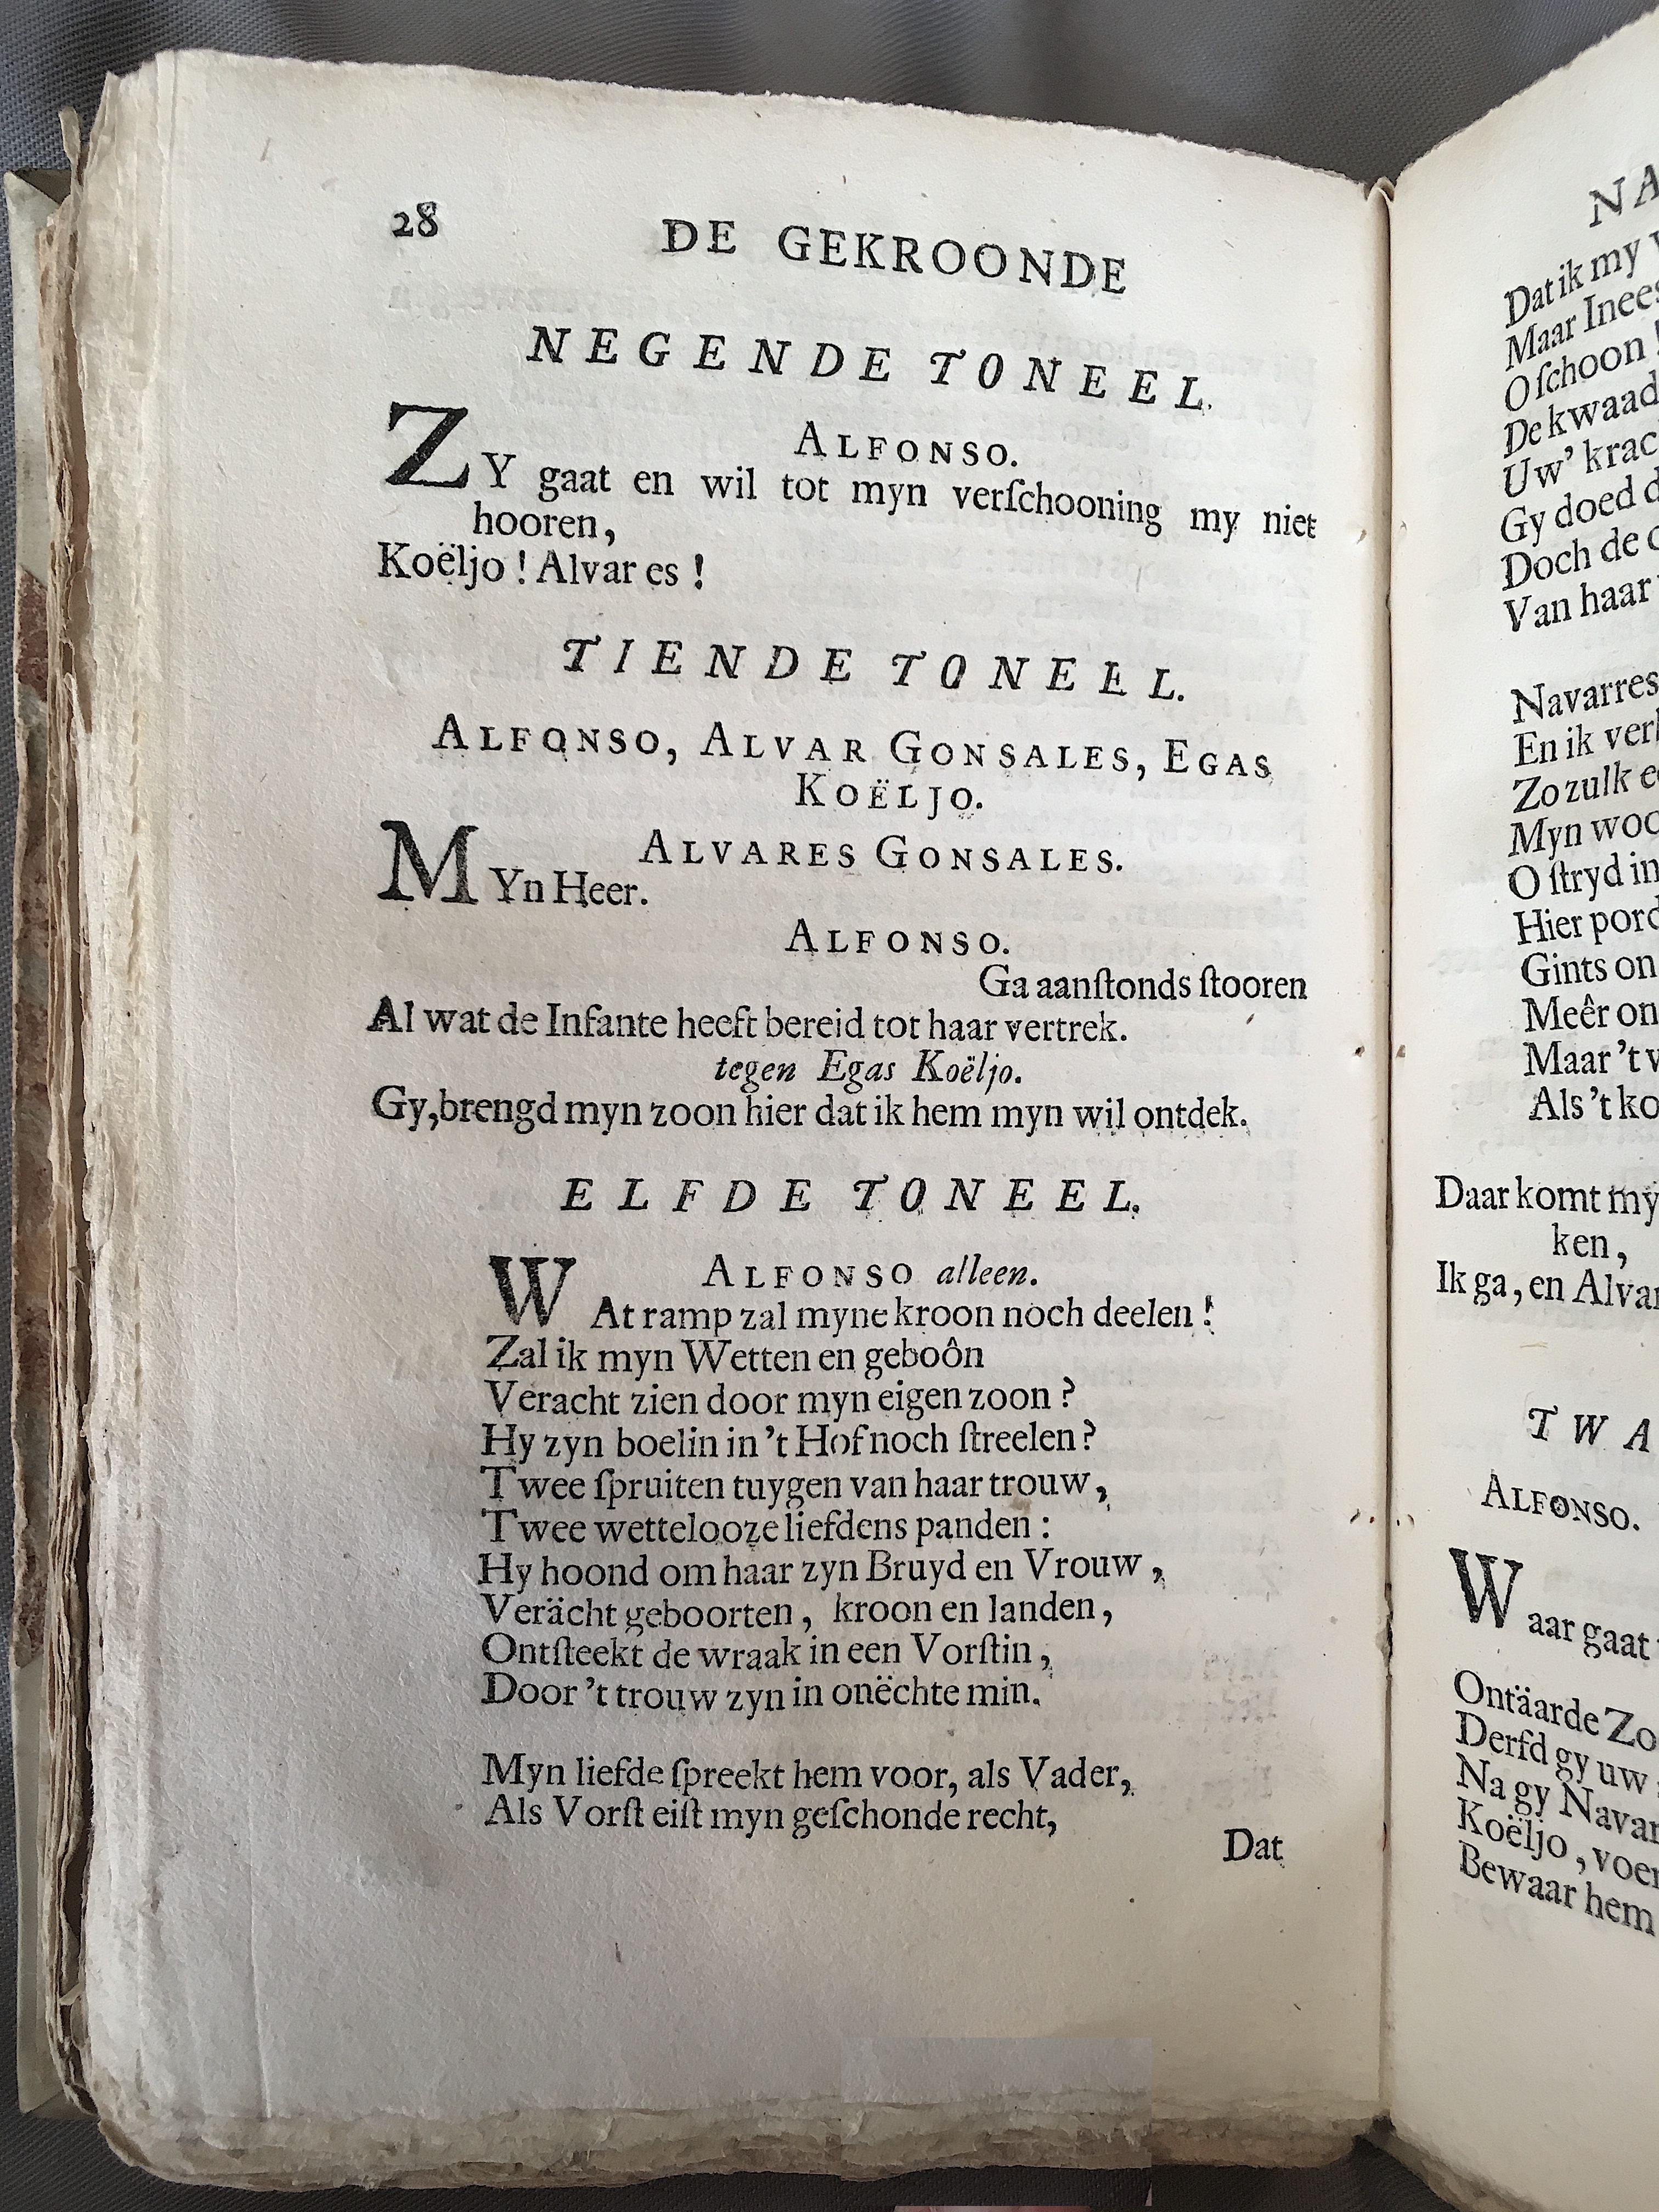 28
DE GEKROONDE
NEGENDE TONEEL.
ALFONSO.
ZY gaat en wil tot myn verſchooning my niet
hooren,
Koëljo ! Alvar es !
TIENDE TONEEL.
ALFONSO, ALVAR GONSALES, EGAS
KOËLJO.
ALVARES GONSALES.
MYn Heer.
ALFONSO.
Ga aanſtonds ſtooren
Al wat de Infante heeft bereid tot haar vertrek.
tegen Egas Koëljo.
Gy,brengd myn zoon hier dat ik hem myn wil ontdek.
ELFDE TONEEL.
ALFONSO alleen.
WAt ramp zal myne kroon noch deelen !
Zal ik myn Wetten en geboôn
Veracht zien door myn eigen zoon ?
Hy zyn boelin in 't Hof noch ſtreelen?
Twee ſpruiten tuygen van haar trouw,
Twee wettelooze liefdens panden :
Hy hoond om haar zyn Bruyd en Vrouw,
Verächt geboorten, kroon en landen,
Ontſteekt de wraak in een Vorſtin,
Door 't trouw zyn in onëchte min.
Myn liefde ſpreekt hem voor, als Vader,
Als Vorſt eiſt myn geſchonde recht,
Dat
NA
Dat ik my
Maar Inees
O ſchoon !
De kwaad
Uw' krac
Gy doed d
Doch de
Van haar
Navarres
En ik verl
Zo zulk e
Myn woo
O ſtryd in
Hier pord
Gints on
Meêr on
Maar 't v
Als 't ko
Daar komt my
ken,
Ik ga, en Alvar
TWA
ALFONSO.
Waar gaat
Ontäarde Zo
Derfd gy uw
Na gy Navar
Koëljo, voer
Bewaar hem